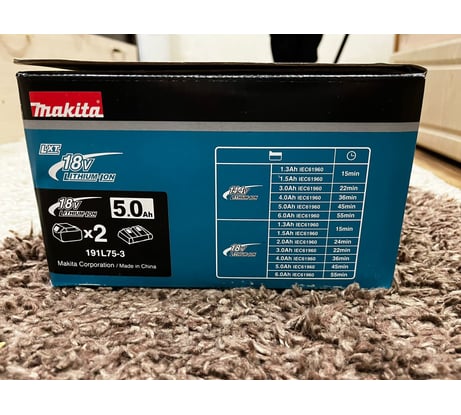 makita
LXT
18V
LITHIUM-ION
18V
LITHIUM-ION
5.0Ah
x2
191L75-3
Makita Corporation / Made in China
1.3Ah IEC61960
15min
1.5Ah IEC61960
3.0Ah IEC61960 22min
4.0Ah IEC61960 36min
5.0Ah IEC61960 45min
6.0Ah IEC61960 55min
LITHIUM-ION
1.3Ah IEC61960
15min
1.5Ah IEC61960
2.0Ah IEC61960 24min
3.0Ah IEC61960 22min
4.0Ah IEC61960 36min
5.0Ah IEC61960 45min
6.0Ah IEC61960 55min
18V
LITHIUM-ION